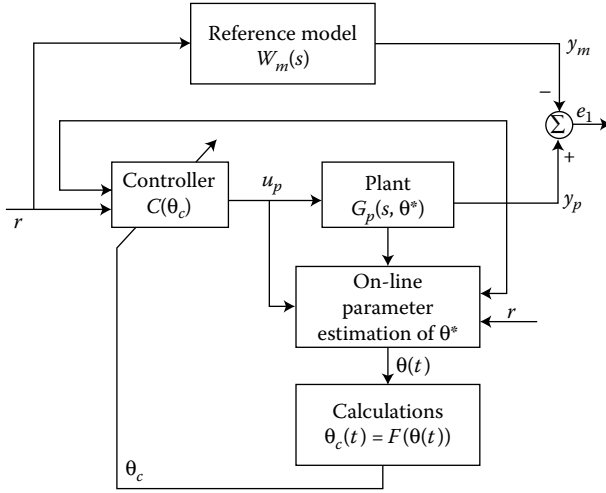 Reference model
W_m(s)
y_m
−
Σ
e_1
+
Controller
C(θ_c)
u_p
Plant
G_p(s, θ*)
y_p
r
On-line
parameter
estimation of θ*
r
θ(t)
Calculations
θ_c(t) = F(θ(t))
θ_c